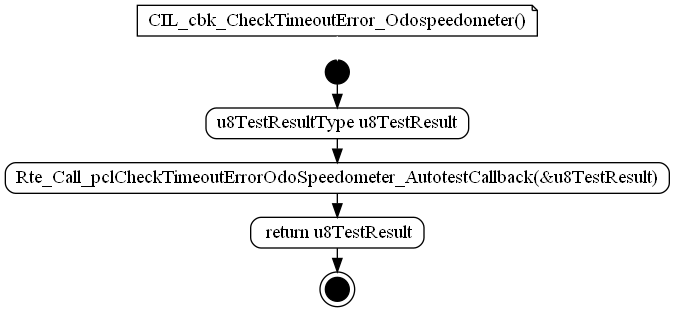 CIL_cbk_CheckTimeoutError_Odospeedometer()
u8TestResultType u8TestResult
Rte_Call_pclCheckTimeoutErrorOdoSpeedometer_AutotestCallback(&u8TestResult)
return u8TestResult